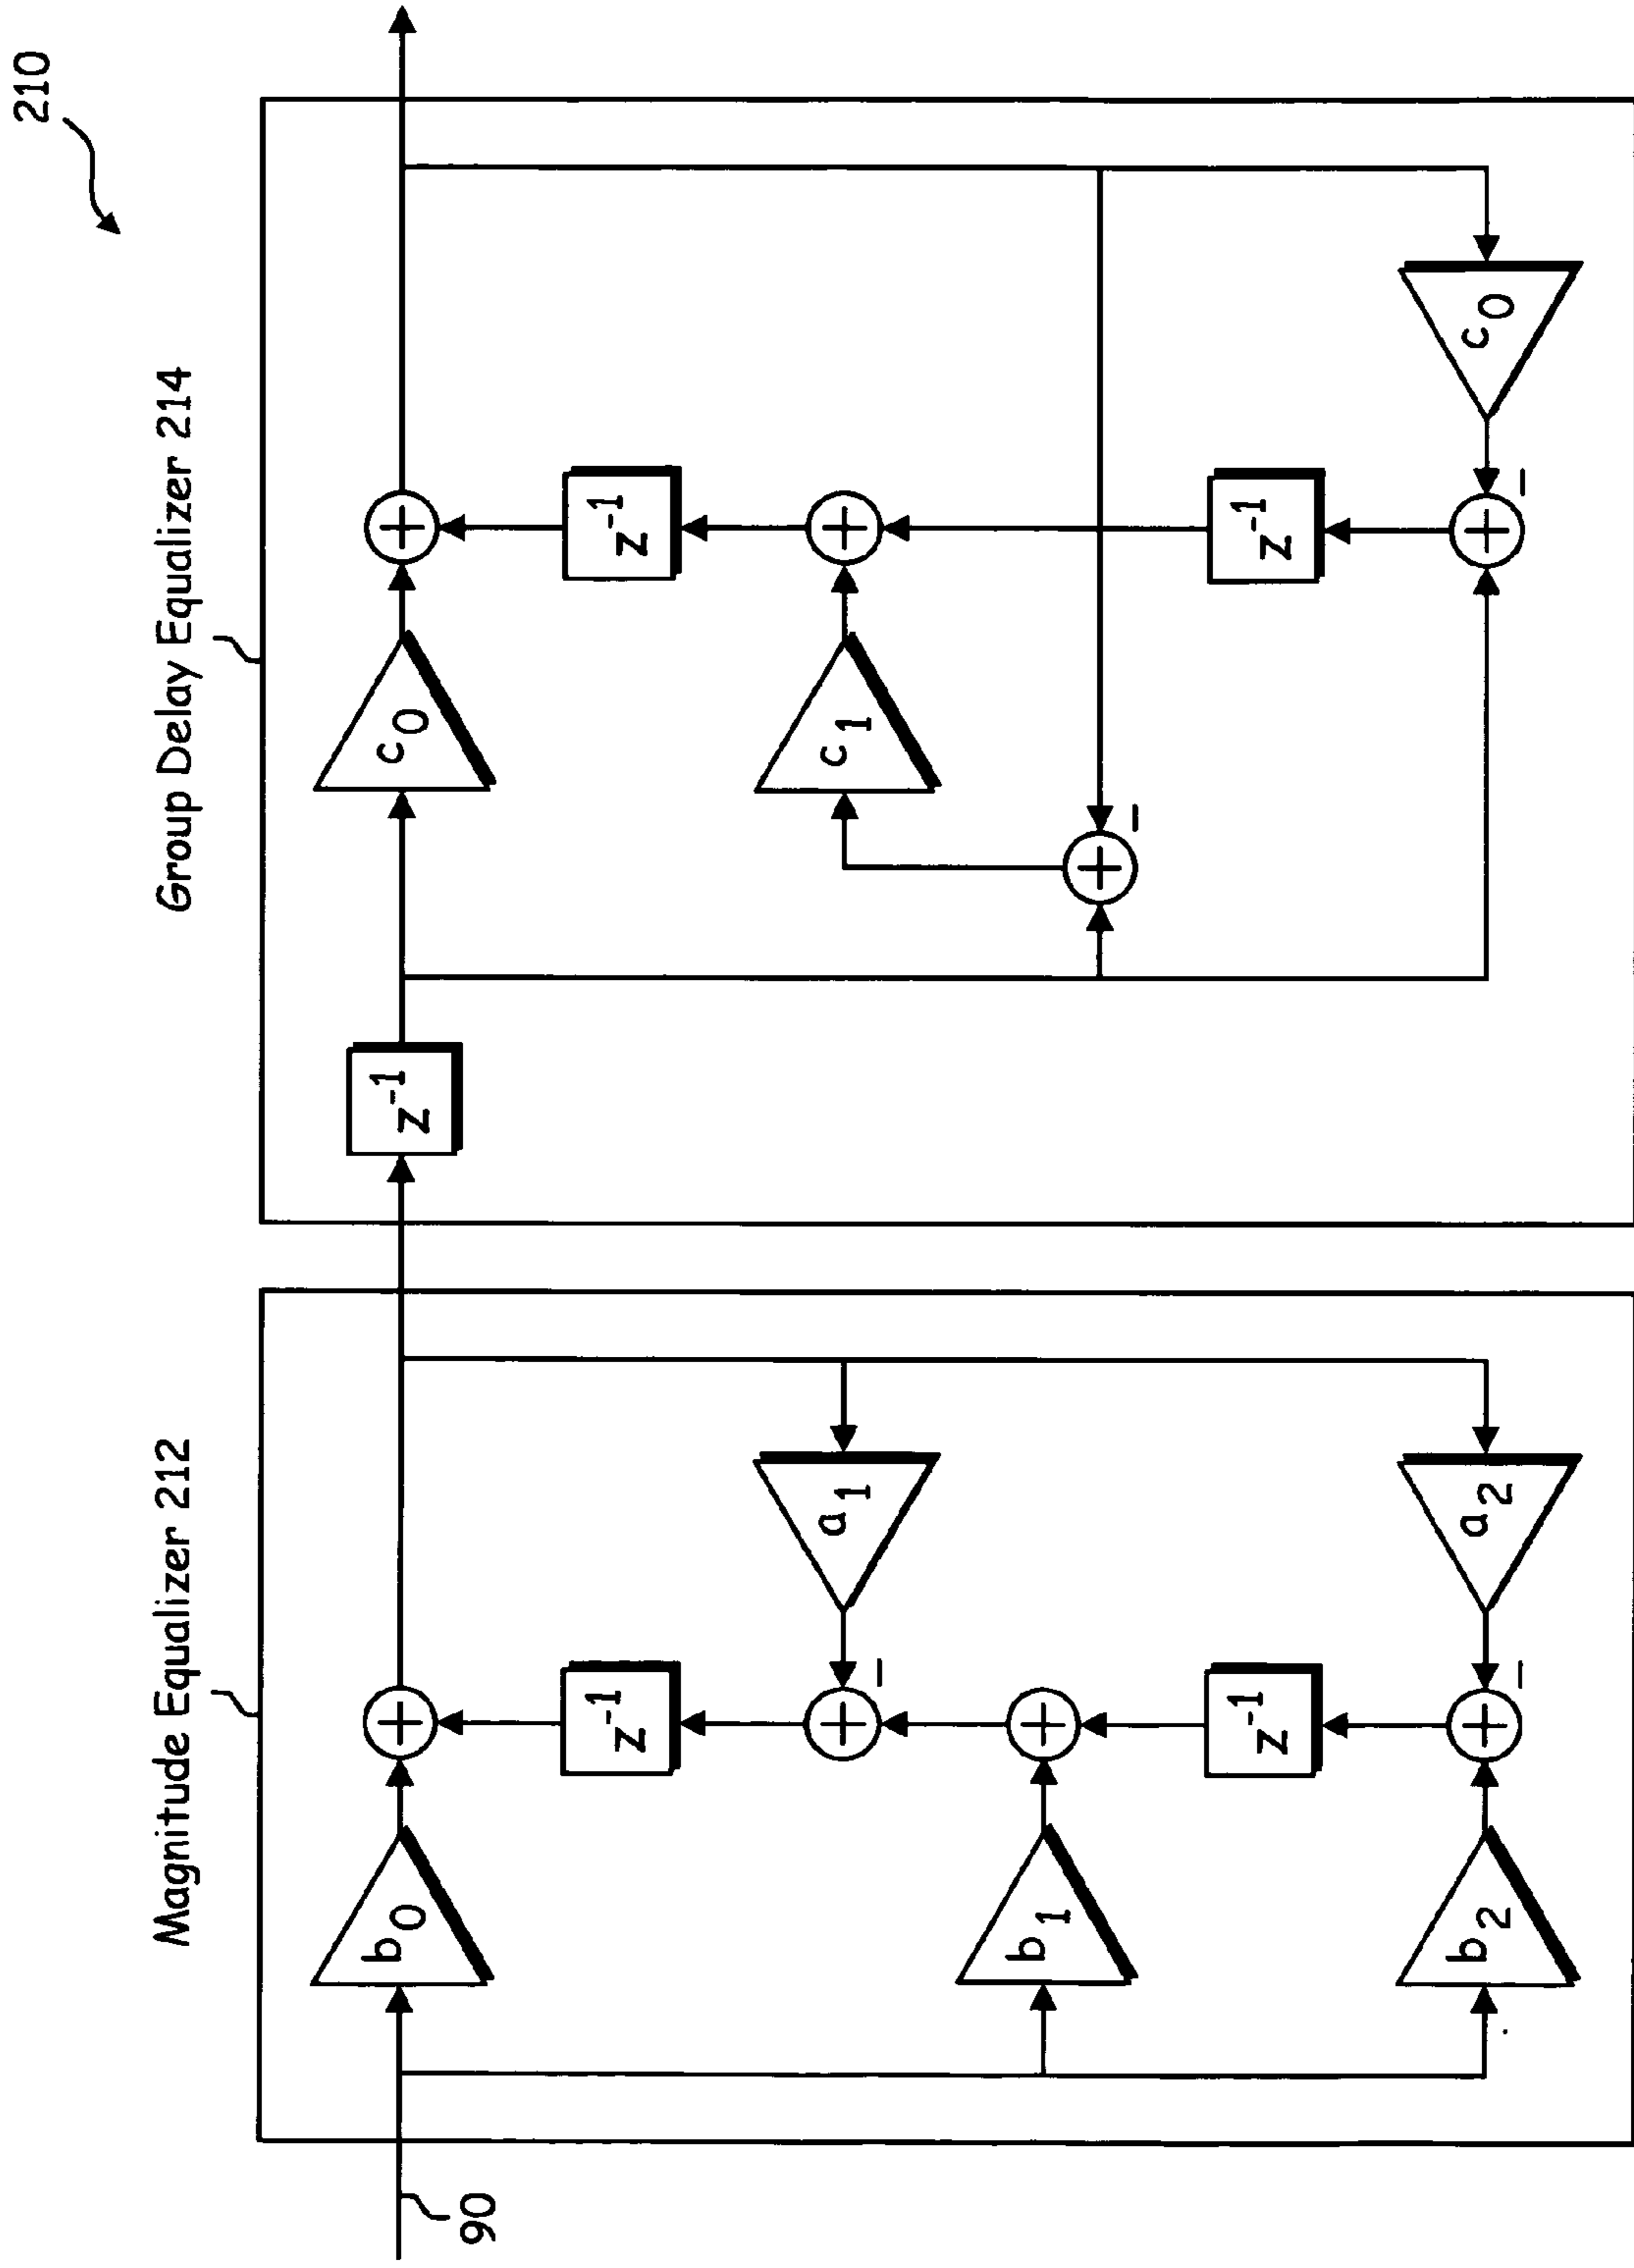 210
Magnitude Equalizer 212
Group Delay Equalizer 214
90
b0
+
z-1
+
-
a1
b1
+
z-1
b2
+
-
a2
z-1
c0
+
z-1
c1
+
+
-
z-1
+
-
c0